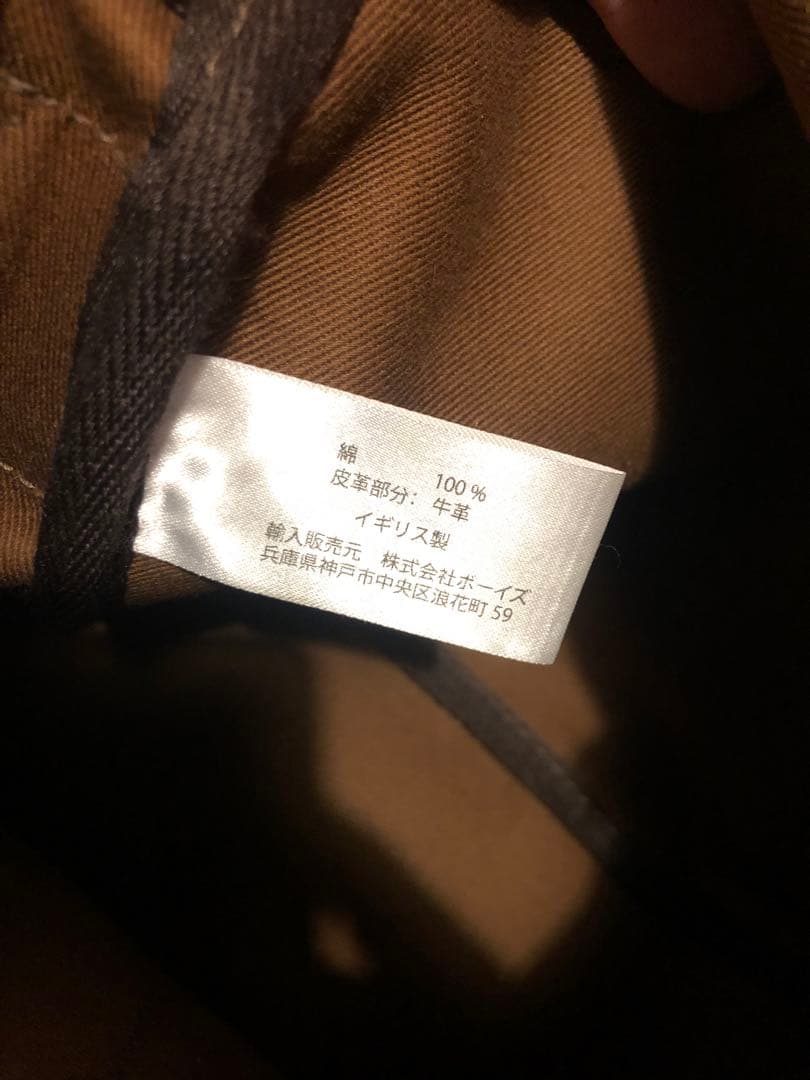 綿 100%
皮革部分: 牛革
イギリス製
輸入販売元 株式会社ボーイズ
兵庫県神戸市中央区浪花町 59